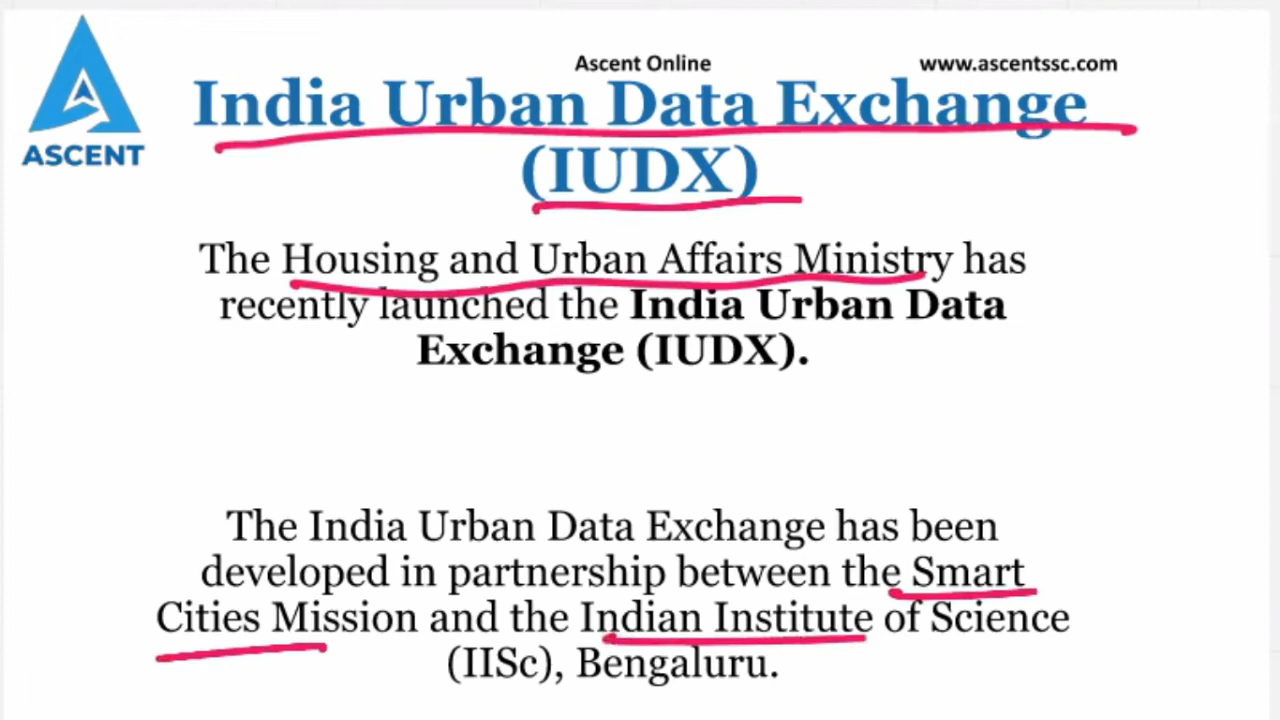 Ascent Online www.ascentssc.com
India Urban Data Exchange
(IUDX)
ASCENT
The Housing and Urban Affairs Ministry has
recently launched the India Urban Data
Exchange (IUDX).
The India Urban Data Exchange has been
developed in partnership between the Smart
Cities Mission and the Indian Institute of Science
(IISc), Bengaluru.